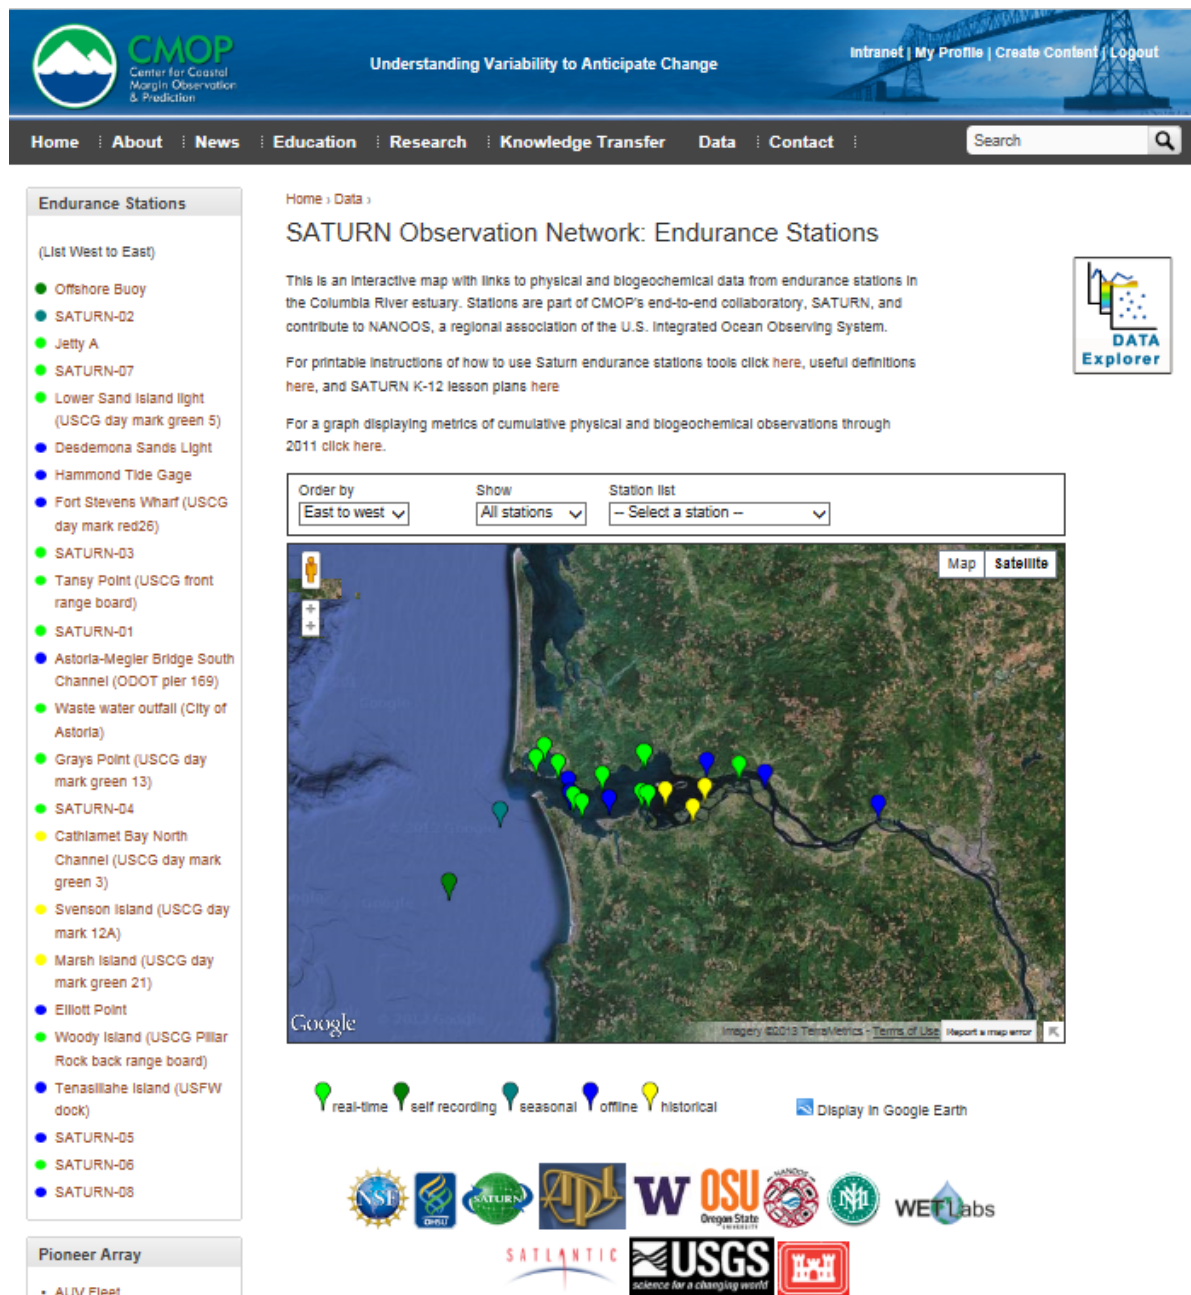 CMOP
Center for Coastal
Margin Observation
& Prediction
Understanding Variability to Anticipate Change
Intranet | My Profile | Create Content | Logout
Home About News Education Research Knowledge Transfer Data Contact
Search
Endurance Stations
(List West to East)
Offshore Buoy
SATURN-02
Jetty A
SATURN-07
Lower Sand Island light
(USCG day mark green 5)
Desdemona Sands Light
Hammond Tide Gage
Fort Stevens Wharf (USCG
day mark red26)
SATURN-03
Tansy Point (USCG front
range board)
SATURN-01
Astoria-Megler Bridge South
Channel (ODOT pier 169)
Waste water outfall (City of
Astoria)
Grays Point (USCG day
mark green 13)
SATURN-04
Cathlamet Bay North
Channel (USCG day mark
green 3)
Svenson Island (USCG day
mark 12A)
Marsh Island (USCG day
mark green 21)
Elliott Point
Woody Island (USCG Pillar
Rock back range board)
Tenasillahe Island (USFW
dock)
SATURN-05
SATURN-06
SATURN-08
Pioneer Array
AUV Fleet
Home › Data ›
SATURN Observation Network: Endurance Stations
This is an interactive map with links to physical and biogeochemical data from endurance stations in
the Columbia River estuary. Stations are part of CMOP's end-to-end collaboratory, SATURN, and
contribute to NANOOS, a regional association of the U.S. Integrated Ocean Observing System.
For printable instructions of how to use Saturn endurance stations tools click here, useful definitions
here, and SATURN K-12 lesson plans here
For a graph displaying metrics of cumulative physical and biogeochemical observations through
2011 click here.
DATA
Explorer
Order by Show Station list
East to west All stations -- Select a station --
Map Satellite
Google
Imagery ©2013 TerraMetrics - Terms of Use Report a map error
real-time self recording seasonal offline historical
Display in Google Earth
NSF
OHSU
SATURN
APL
W
OSU
Oregon State
UNIVERSITY
NANOOS
WET Labs
SATLANTIC
USGS
science for a changing world